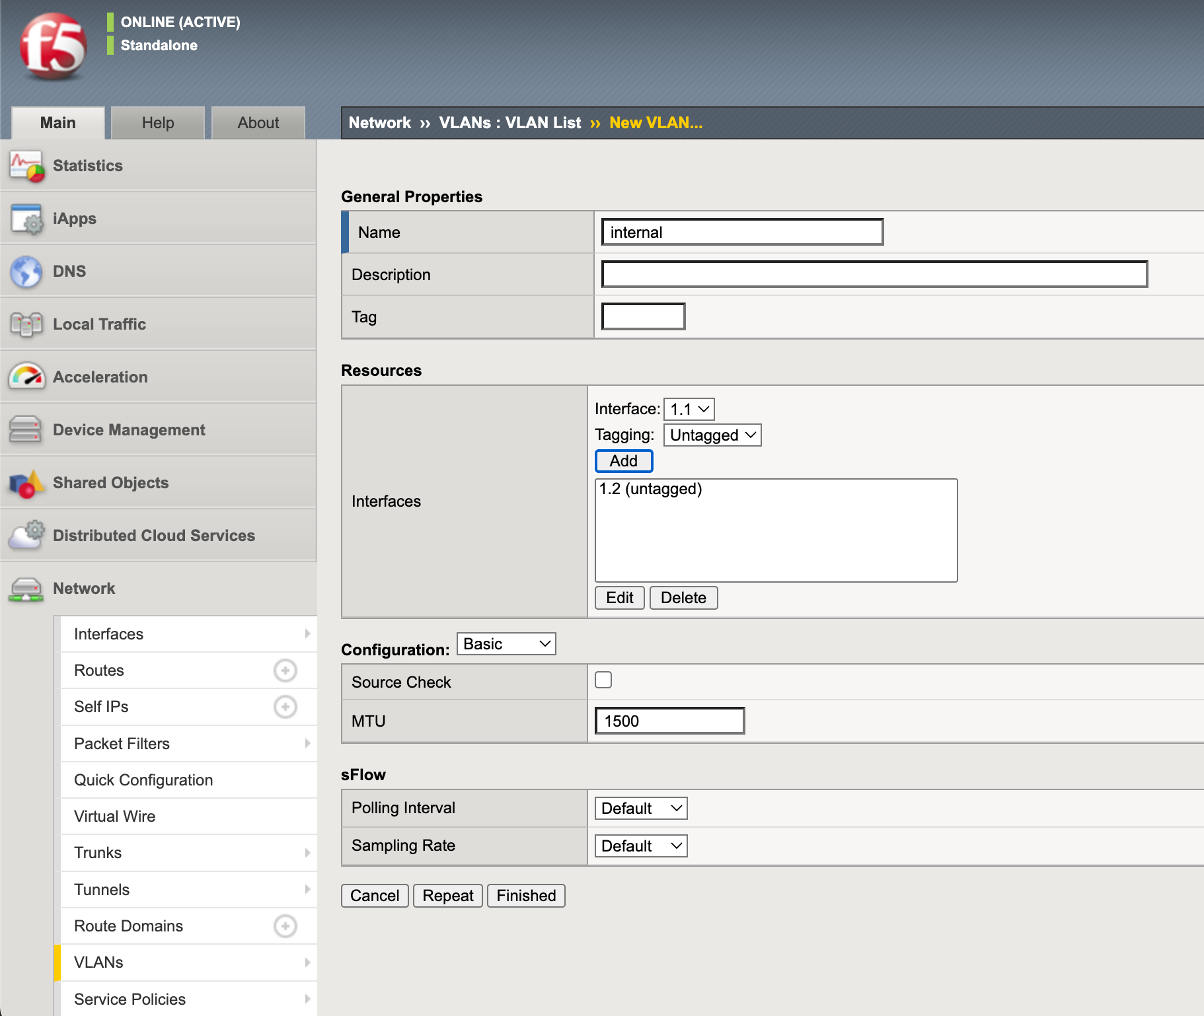 f5
ONLINE (ACTIVE)
Standalone
Main
Help
About
Network ›› VLANs : VLAN List ›› New VLAN...
Statistics
iApps
DNS
Local Traffic
Acceleration
Device Management
Shared Objects
Distributed Cloud Services
Network
Interfaces
Routes
Self IPs
Packet Filters
Quick Configuration
Virtual Wire
Trunks
Tunnels
Route Domains
VLANs
Service Policies
General Properties
Name internal
Description
Tag
Resources
Interfaces
Interface: 1.1
Tagging: Untagged
Add
1.2 (untagged)
Edit Delete
Configuration: Basic
Source Check
MTU 1500
sFlow
Polling Interval Default
Sampling Rate Default
Cancel Repeat Finished